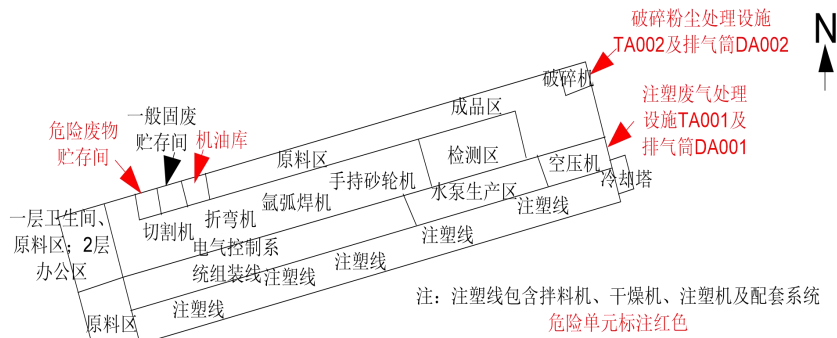 破碎粉尘处理设施
TA002及排气筒DA002
N
破碎机
注塑废气处理
设施TA001及
排气筒DA001
成品区
一般固废
贮存间
危险废物
贮存间
机油库
原料区
检测区
空压机
冷却塔
手持砂轮机
水泵生产区
氩弧焊机
注塑线
一层卫生间、
原料区；2层
办公区
切割机
折弯机
电气控制系
统组装线
注塑线
注塑线
注塑线
注塑线
原料区
注：注塑线包含拌料机、干燥机、注塑机及配套系统
危险单元标注红色